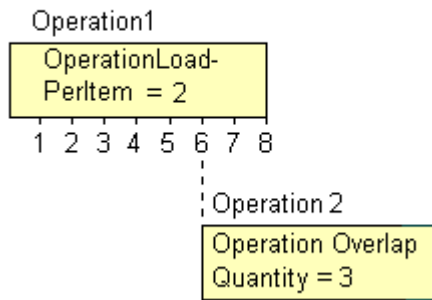 Operation1
OperationLoad-
PerItem = 2
1 2 3 4 5 6 7 8
Operation 2
Operation Overlap
Quantity = 3